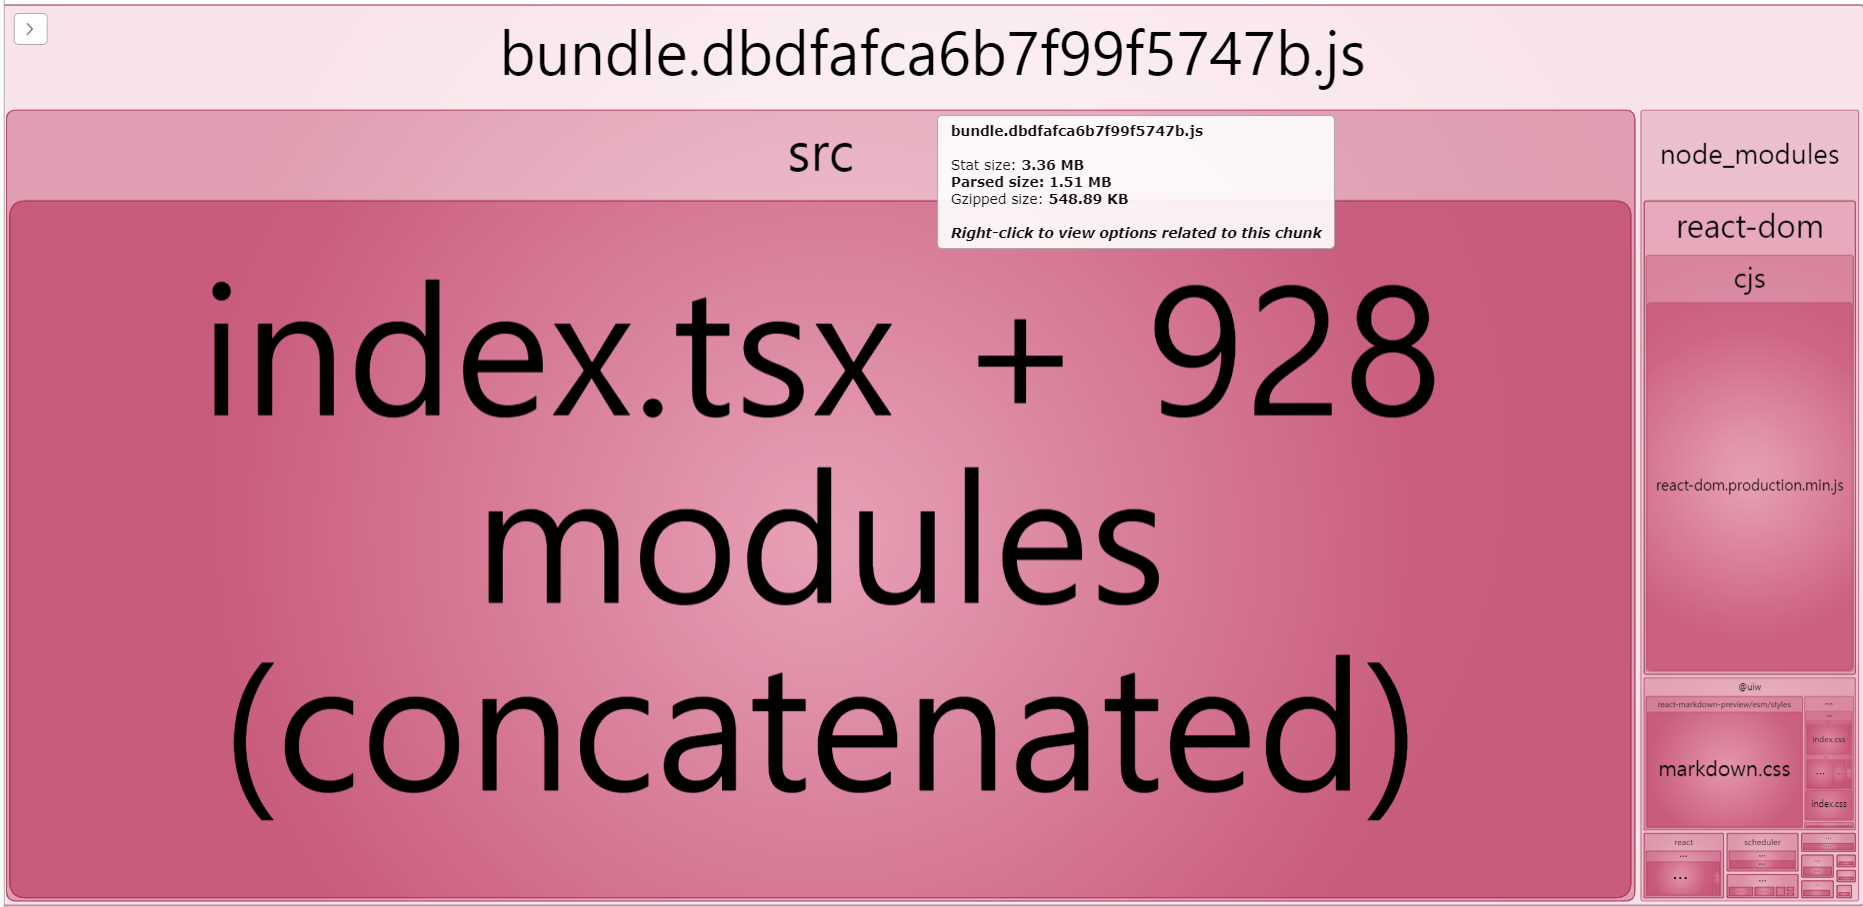 bundle.dbdfafca6b7f99f5747b.js
src
bundle.dbdfafca6b7f99f5747b.js
Stat size: 3.36 MB
Parsed size: 1.51 MB
Gzipped size: 548.89 KB
Right-click to view options related to this chunk
index.tsx + 928
modules
(concatenated)
node_modules
react-dom
cjs
react-dom.production.min.js
@uiw
react-markdown-preview/esm/styles
...
...
index.css
markdown.css
...
index.css
react
...
...
scheduler
...
...
...